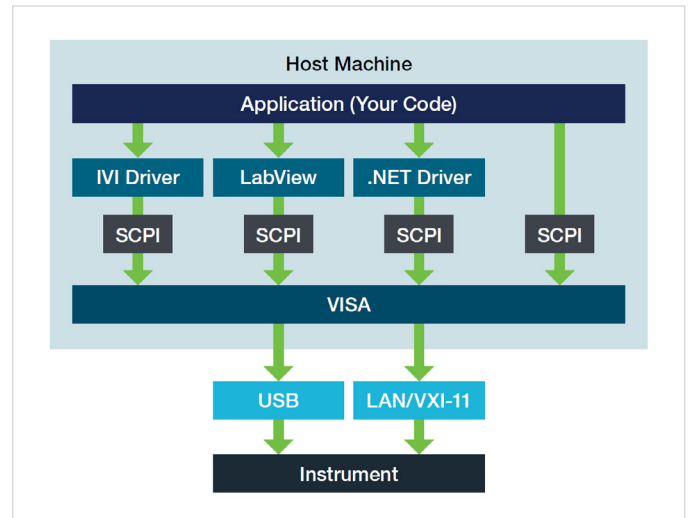 Host Machine
Application (Your Code)
IVI Driver
LabView
.NET Driver
SCPI
SCPI
SCPI
SCPI
VISA
USB
LAN/VXI-11
Instrument